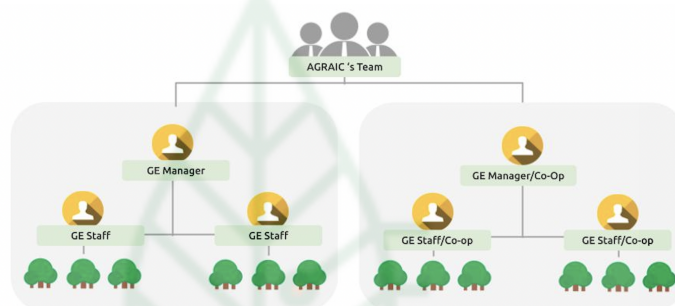 AGRAIC 's Team
GE Manager
GE Manager/Co-Op
GE Staff
GE Staff
GE Staff/Co-op
GE Staff/Co-op